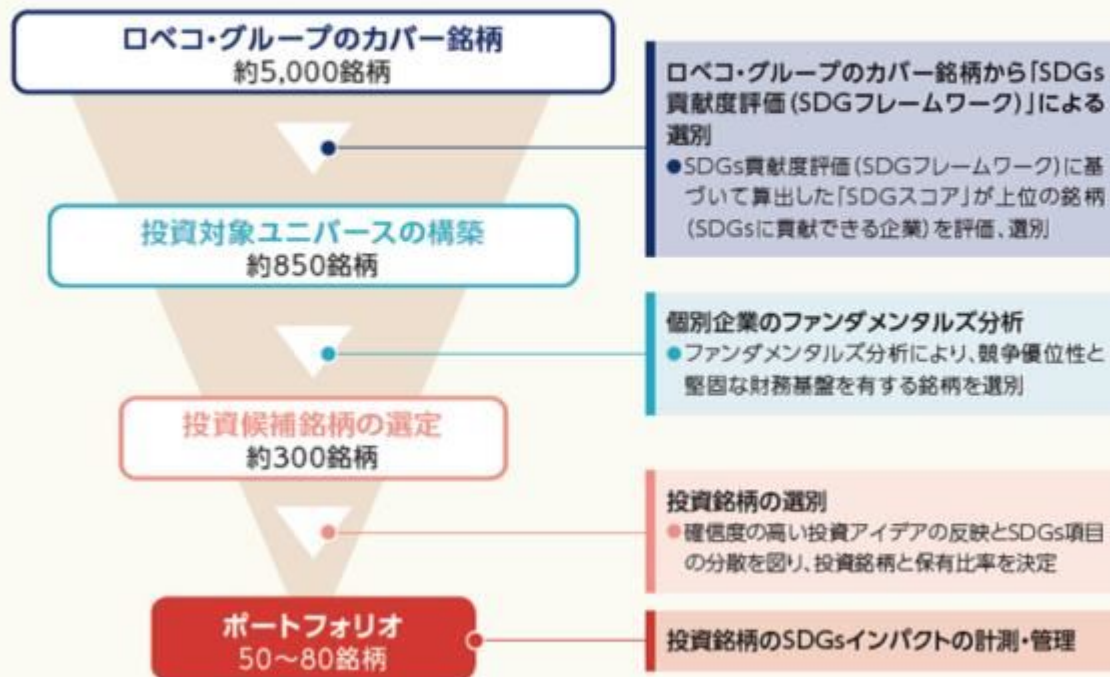 ロベコ・グループのカバー銘柄
約5,000銘柄
ロベコ・グループのカバー銘柄から「SDGs
貢献度評価(SDGフレームワーク)」による
選別
●SDGs貢献度評価(SDGフレームワーク)に基
づいて算出した「SDGスコア」が上位の銘柄
(SDGsに貢献できる企業)を評価、選別
投資対象ユニバースの構築
約850銘柄
個別企業のファンダメンタルズ分析
●ファンダメンタルズ分析により、競争優位性と
堅固な財務基盤を有する銘柄を選別
投資候補銘柄の選定
約300銘柄
投資銘柄の選別
●確信度の高い投資アイデアの反映とSDGs項目
の分散を図り、投資銘柄と保有比率を決定
ポートフォリオ
50～80銘柄
投資銘柄のSDGsインパクトの計測・管理